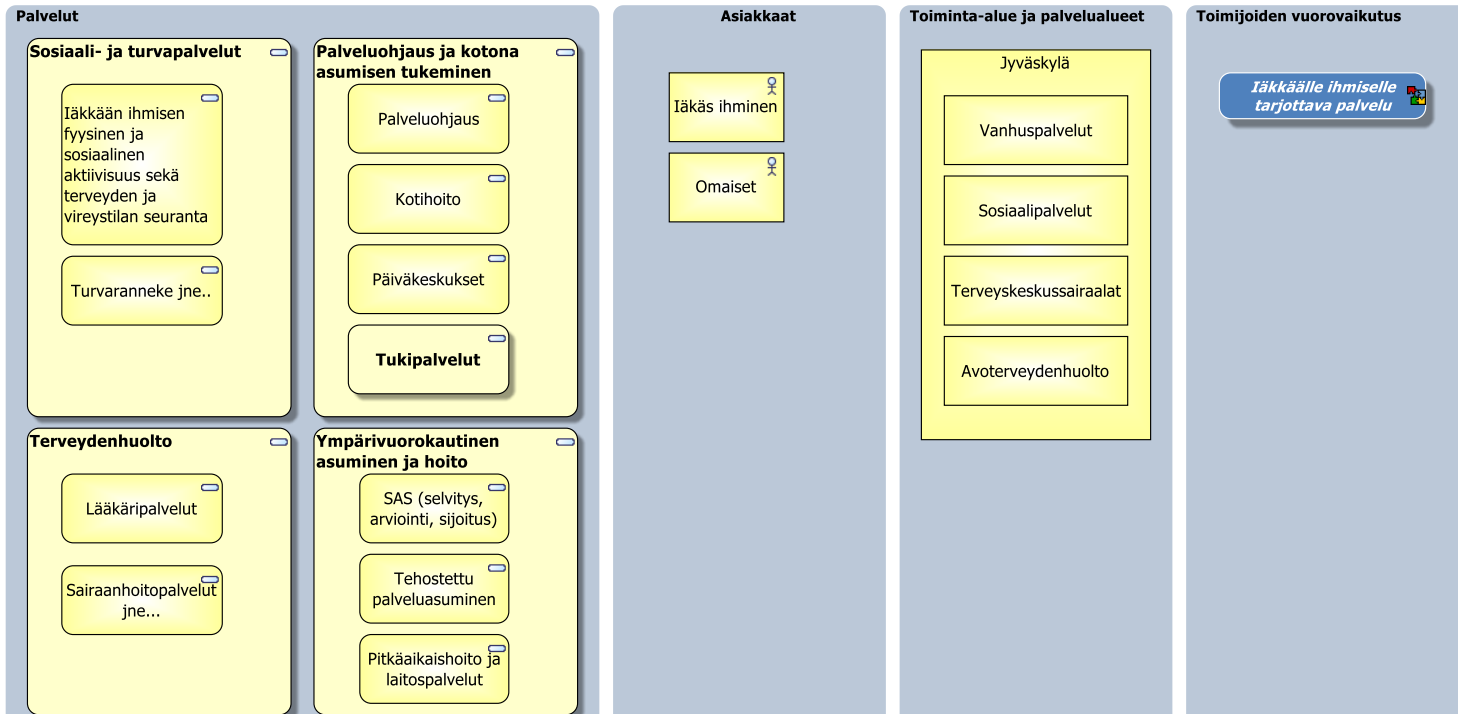 Palvelut
Sosiaali- ja turvapalvelut
Iäkkään ihmisen
fyysinen ja
sosiaalinen
aktiivisuus sekä
terveyden ja
vireystilan seuranta
Turvaranneke jne..
Palveluohjaus ja kotona
asumisen tukeminen
Palveluohjaus
Kotihoito
Päiväkeskukset
Tukipalvelut
Terveydenhuolto
Lääkäripalvelut
Sairaanhoitopalvelut
jne...
Ympärivuorokautinen
asuminen ja hoito
SAS (selvitys,
arviointi, sijoitus)
Tehostettu
palveluasuminen
Pitkäaikaishoito ja
laitospalvelut
Asiakkaat
Iäkäs ihminen
Omaiset
Toiminta-alue ja palvelualueet
Jyväskylä
Vanhuspalvelut
Sosiaalipalvelut
Terveyskeskussairaalat
Avoterveydenhuolto
Toimijoiden vuorovaikutus
Iäkkäälle ihmiselle
tarjottava palvelu